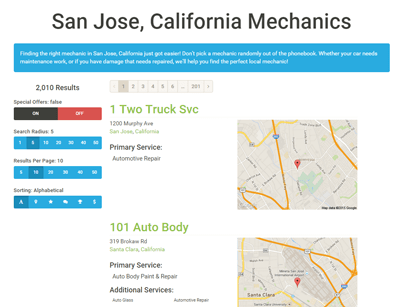 San Jose, California Mechanics
Finding the right mechanic in San Jose, California just got easier! Don't pick a mechanic randomly out of the phonebook. Whether your car needs
maintenance work, or if you have damage that needs repaired, we'll help you find the perfect local mechanic!
2,010 Results
Special Offers: false
ON OFF
Search Radius: 5
1 5 10 20 25 30 50
Results Per Page: 10
5 10 20 25 30 50
Sorting: Alphabetical
A $
‹ 1 2 3 4 5 6 ... 201 ›
1 Two Truck Svc
1200 Murphy Ave
San Jose, California
Primary Service:
Automotive Repair
Map data ©2015 Google
101 Auto Body
319 Brokaw Rd
Santa Clara, California
Primary Service:
Auto Body Paint & Repair
Additional Services:
Auto Glass Automotive Repair
Santa Clara